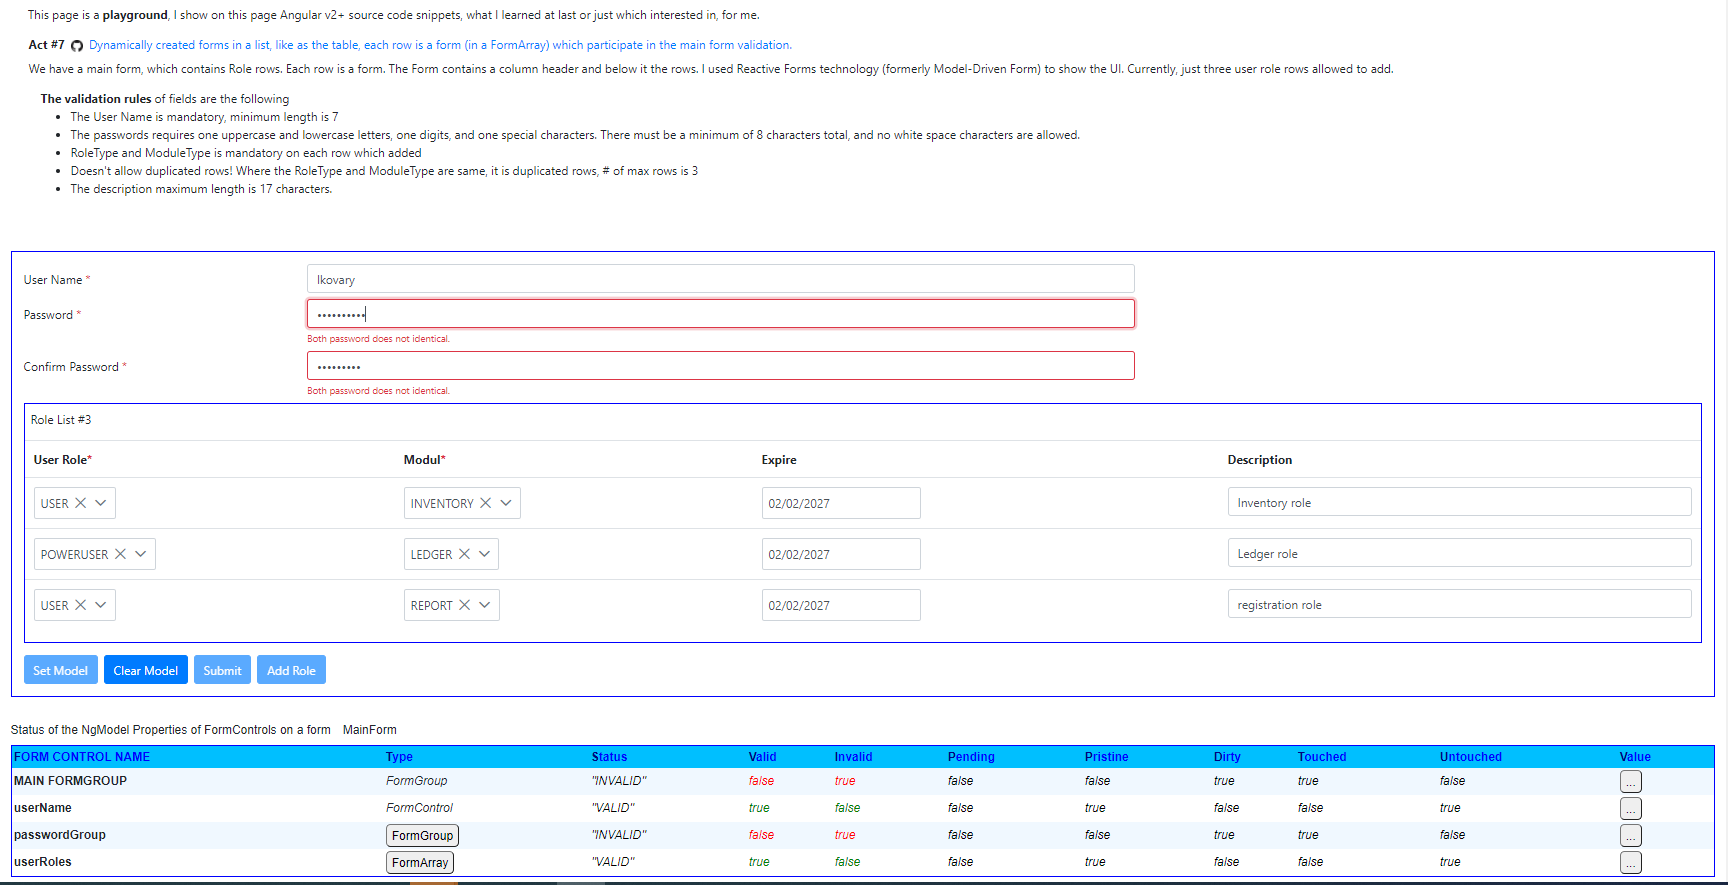 This page is a playground, I show on this page Angular v2+ source code snippets, what I learned at last or just which interested in, for me.
Act #7 Dynamically created forms in a list, like as the table, each row is a form (in a FormArray) which participate in the main form validation.
We have a main form, which contains Role rows. Each row is a form. The Form contains a column header and below it the rows. I used Reactive Forms technology (formerly Model-Driven Form) to show the UI. Currently, just three user role rows allowed to add.
The validation rules of fields are the following
• The User Name is mandatory, minimum length is 7
• The passwords requires one uppercase and lowercase letters, one digits, and one special characters. There must be a minimum of 8 characters total, and no white space characters are allowed.
• RoleType and ModuleType is mandatory on each row which added
• Doesn't allow duplicated rows! Where the RoleType and ModuleType are same, it is duplicated rows, # of max rows is 3
• The description maximum length is 17 characters.
User Name * lkovary
Password * ••••••••••
Both password does not identical.
Confirm Password * •••••••••
Both password does not identical.
Role List #3
User Role* Modul* Expire Description
USER INVENTORY 02/02/2027 Inventory role
POWERUSER LEDGER 02/02/2027 Ledger role
USER REPORT 02/02/2027 registration role
Set Model Clear Model Submit Add Role
Status of the NgModel Properties of FormControls on a form MainForm
FORM CONTROL NAME Type Status Valid Invalid Pending Pristine Dirty Touched Untouched Value
MAIN FORMGROUP FormGroup "INVALID" false true false false true true false ...
userName FormControl "VALID" true false false true false false true ...
passwordGroup FormGroup "INVALID" false true false false true true false ...
userRoles FormArray "VALID" true false false true false false true ...